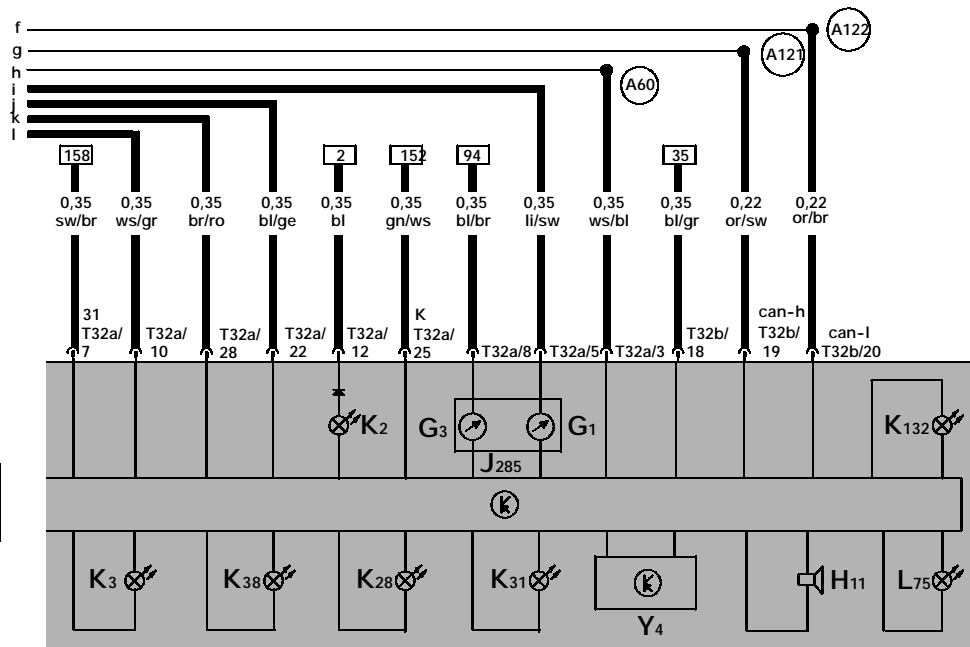 f
g
h
i
j
k
l
A122
A121
A60
158
2
152
94
35
0,35 0,35 0,35 0,35 0,35 0,35 0,35 0,35 0,35 0,35 0,22 0,22
sw/br ws/gr br/ro bl/ge bl gn/ws bl/br li/sw ws/bl bl/gr or/sw or/br
31
T32a/
7
T32a/
10
T32a/
28
T32a/
22
T32a/
12
K
T32a/
25
T32a/8
T32a/5
T32a/3
T32b/
18
can-h
T32b/
19
can-l
T32b/20
K2
G3
G1
J285
K132
K3
K38
K28
K31
Y4
H11
L75